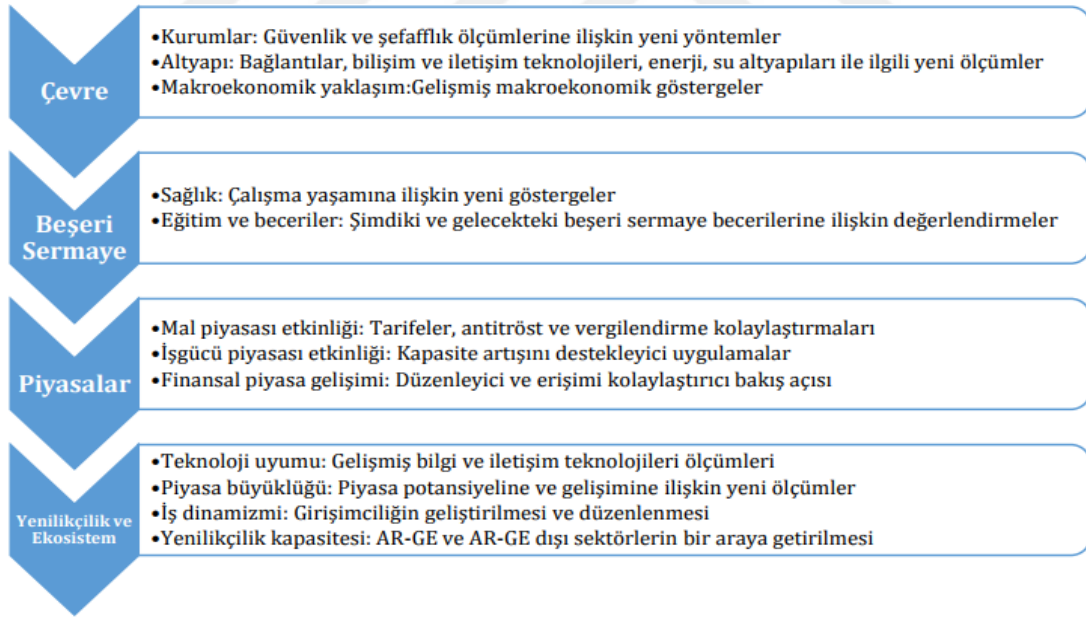 Çevre
•Kurumlar: Güvenlik ve şefafflık ölçümlerine ilişkin yeni yöntemler
•Altyapı: Bağlantılar, bilişim ve iletişim teknolojileri, enerji, su altyapıları ile ilgili yeni ölçümler
•Makroekonomik yaklaşım:Gelişmiş makroekonomik göstergeler
Beşeri
Sermaye
•Sağlık: Çalışma yaşamına ilişkin yeni göstergeler
•Eğitim ve beceriler: Şimdiki ve gelecekteki beşeri sermaye becerilerine ilişkin değerlendirmeler
Piyasalar
•Mal piyasası etkinliği: Tarifeler, antitröst ve vergilendirme kolaylaştırmaları
•İşgücü piyasası etkinliği: Kapasite artışını destekleyici uygulamalar
•Finansal piyasa gelişimi: Düzenleyici ve erişimi kolaylaştırıcı bakış açısı
Yenilikçilik ve
Ekosistem
•Teknoloji uyumu: Gelişmiş bilgi ve iletişim teknolojileri ölçümleri
•Piyasa büyüklüğü: Piyasa potansiyeline ve gelişimine ilişkin yeni ölçümler
•İş dinamizmi: Girişimciliğin geliştirilmesi ve düzenlenmesi
•Yenilikçilik kapasitesi: AR-GE ve AR-GE dışı sektörlerin bir araya getirilmesi